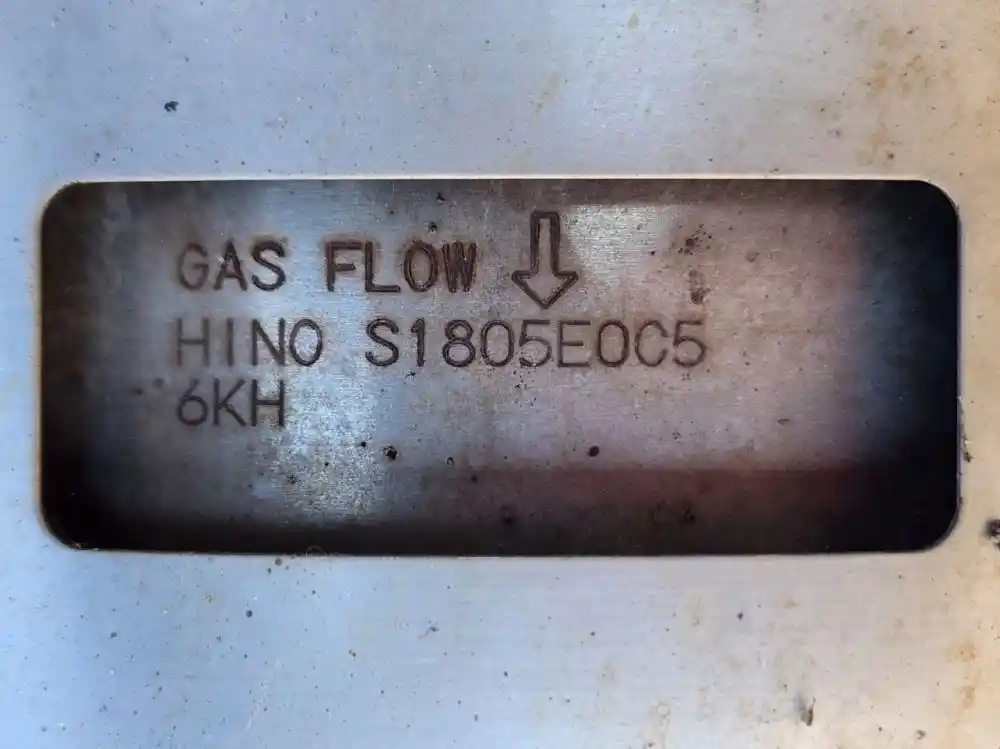 GAS FLOW ⇩
HINO S1805E0C5
6KH